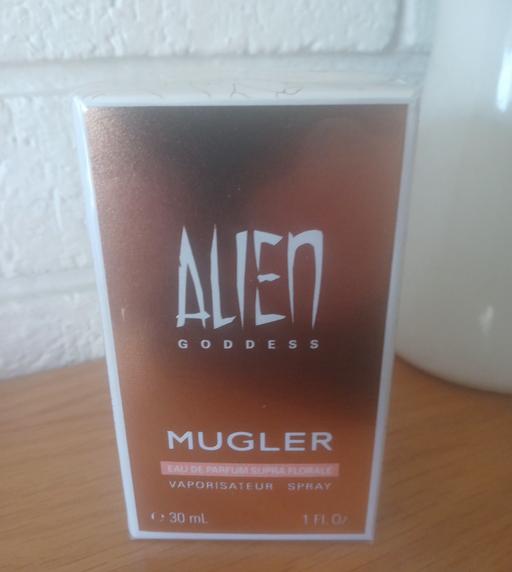 ALIEN
GODDESS
MUGLER
EAU DE PARFUM SUPRA FLORALE
VAPORISATEUR SPRAY
℮ 30 mL 1 Fl. Oz